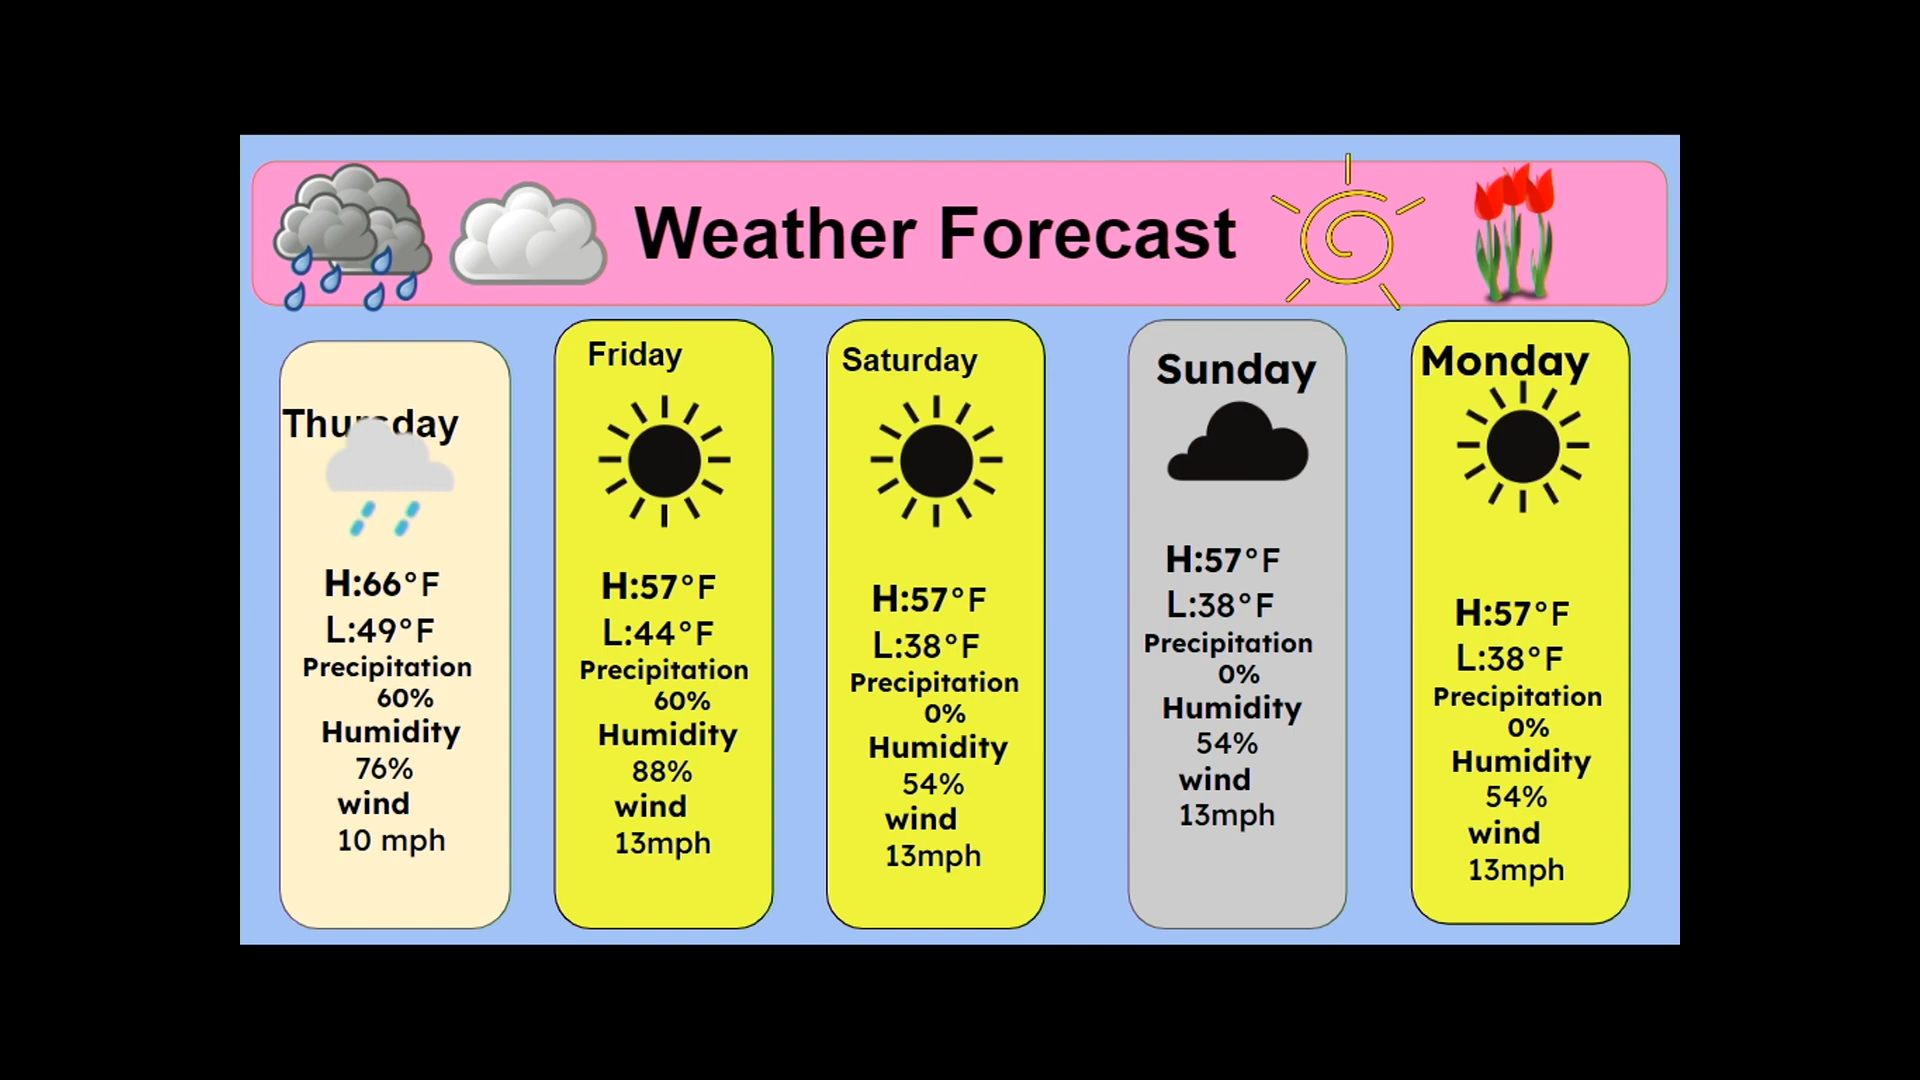 Weather Forecast
Thursday
H:66°F
L:49°F
Precipitation
60%
Humidity
76%
wind
10 mph
Friday
H:57°F
L:44°F
Precipitation
60%
Humidity
88%
wind
13mph
Saturday
H:57°F
L:38°F
Precipitation
0%
Humidity
54%
wind
13mph
Sunday
H:57°F
L:38°F
Precipitation
0%
Humidity
54%
wind
13mph
Monday
H:57°F
L:38°F
Precipitation
0%
Humidity
54%
wind
13mph